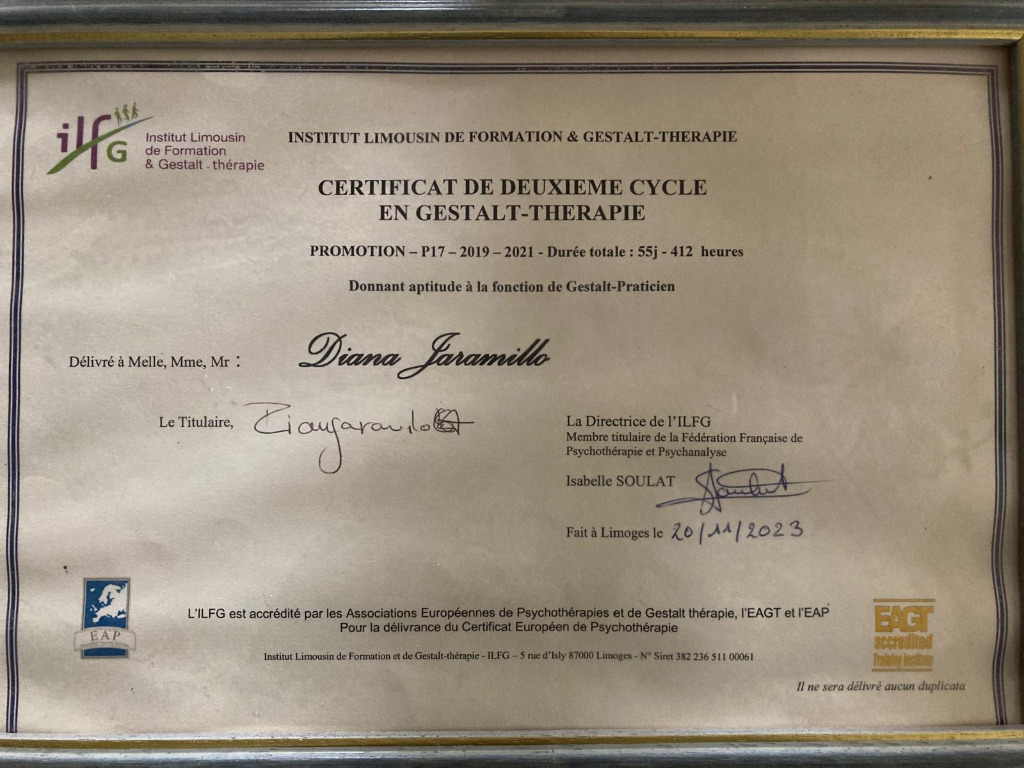 ilfG
Institut Limousin
de Formation
& Gestalt - thérapie
INSTITUT LIMOUSIN DE FORMATION & GESTALT-THERAPIE
CERTIFICAT DE DEUXIEME CYCLE
EN GESTALT-THERAPIE
PROMOTION – P17 – 2019 – 2021 - Durée totale : 55j - 412 heures
Donnant aptitude à la fonction de Gestalt-Praticien
Délivré à Melle, Mme, Mr : Diana Jaramillo
Le Titulaire,
La Directrice de l'ILFG
Membre titulaire de la Fédération Française de
Psychothérapie et Psychanalyse
Isabelle SOULAT
Fait à Limoges le 20/11/2023
EAP
L'ILFG est accrédité par les Associations Européennes de Psychothérapies et de Gestalt thérapie, l'EAGT et l'EAP
Pour la délivrance du Certificat Européen de Psychothérapie
Institut Limousin de Formation et de Gestalt-thérapie - ILFG – 5 rue d'Isly 87000 Limoges - N° Siret 382 236 511 00061
EAGT
accredited
Training Institute
Il ne sera délivré aucun duplicata